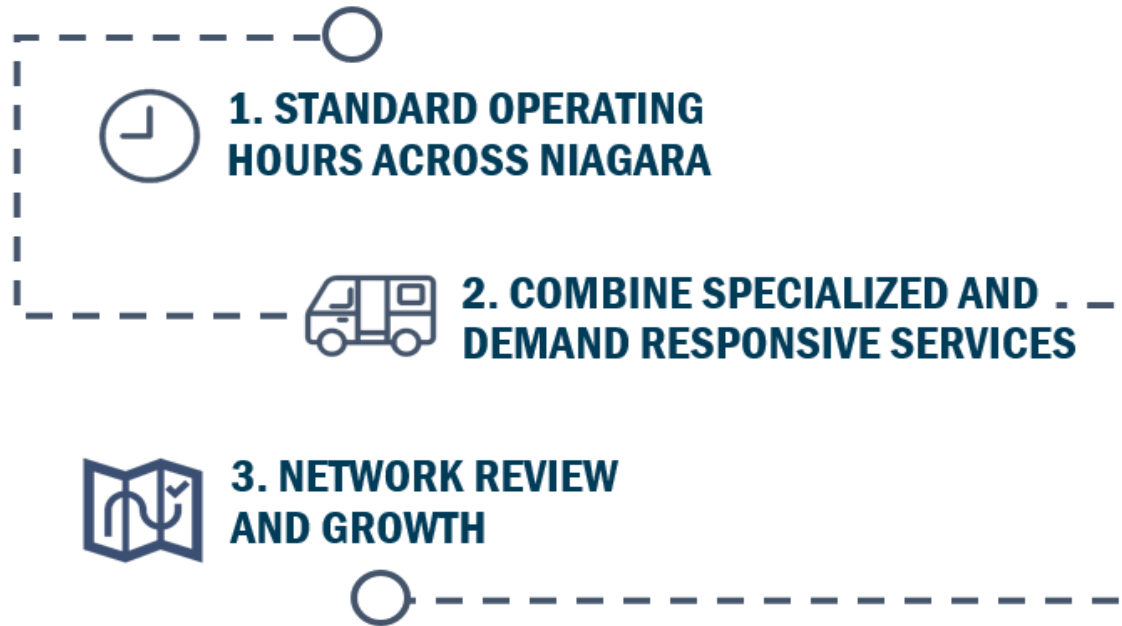 1. STANDARD OPERATING
HOURS ACROSS NIAGARA
2. COMBINE SPECIALIZED AND
DEMAND RESPONSIVE SERVICES
3. NETWORK REVIEW
AND GROWTH